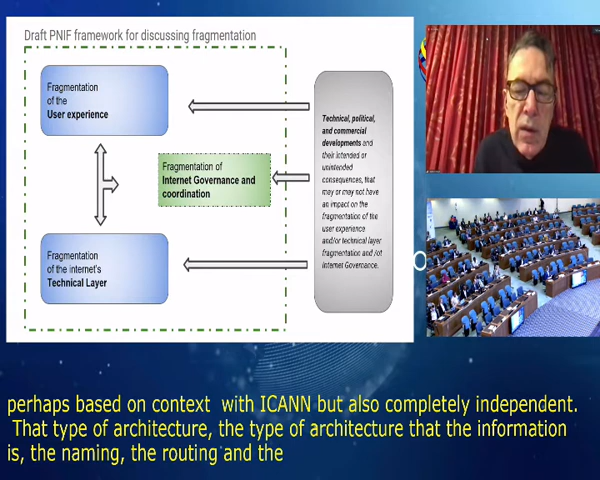 Draft PNIF framework for discussing fragmentation
Fragmentation
of the
User experience
Fragmentation of
Internet Governance and
coordination
Fragmentation
of the internet's
Technical Layer
Technical, political,
and commercial
developments and
their intended or
unintended
consequences, that
may or may not have
an impact on the
fragmentation of the
user experience
and/or technical layer
fragmentation and /ot
Internet Governance.
perhaps based on context with ICANN but also completely independent.
That type of architecture, the type of architecture that the information
is, the naming, the routing and the